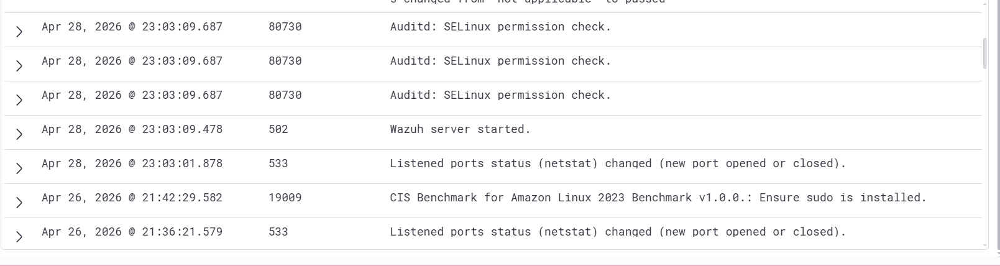 s changed from 'not applicable' to passed
Apr 28, 2026 @ 23:03:09.687 80730 Auditd: SELinux permission check.
Apr 28, 2026 @ 23:03:09.687 80730 Auditd: SELinux permission check.
Apr 28, 2026 @ 23:03:09.687 80730 Auditd: SELinux permission check.
Apr 28, 2026 @ 23:03:09.478 502 Wazuh server started.
Apr 28, 2026 @ 23:03:01.878 533 Listened ports status (netstat) changed (new port opened or closed).
Apr 26, 2026 @ 21:42:29.582 19009 CIS Benchmark for Amazon Linux 2023 Benchmark v1.0.0.: Ensure sudo is installed.
Apr 26, 2026 @ 21:36:21.579 533 Listened ports status (netstat) changed (new port opened or closed).